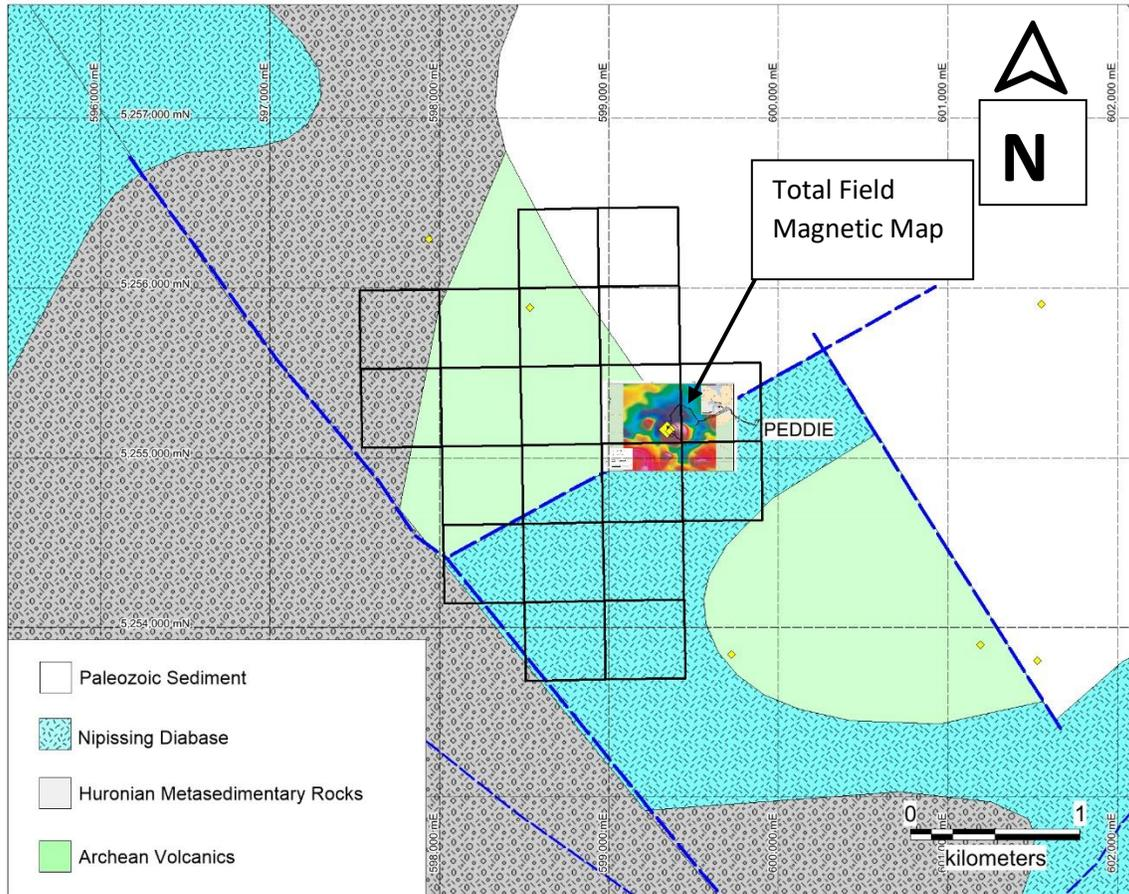 596,000 mE
597,000 mE
598,000 mE
599,000 mE
600,000 mE
601,000 mE
602,000 mE
5,257,000 mN
N
Total Field
Magnetic Map
5,256,000 mN
PEDDIE
5,255,000 mN
5,254,000 mN
Paleozoic Sediment
Nipissing Diabase
Huronian Metasedimentary Rocks
Archean Volcanics
598,000 mE
599,000 mE
600,000 mE
601,000 mE
602,000 mE
0 1
kilometers